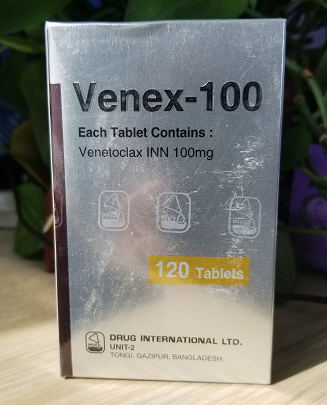 Venex-100
Each Tablet Contains :
Venetoclax INN 100mg
120 Tablets
DRUG INTERNATIONAL LTD.
UNIT-2
TONGI, GAZIPUR, BANGLADESH